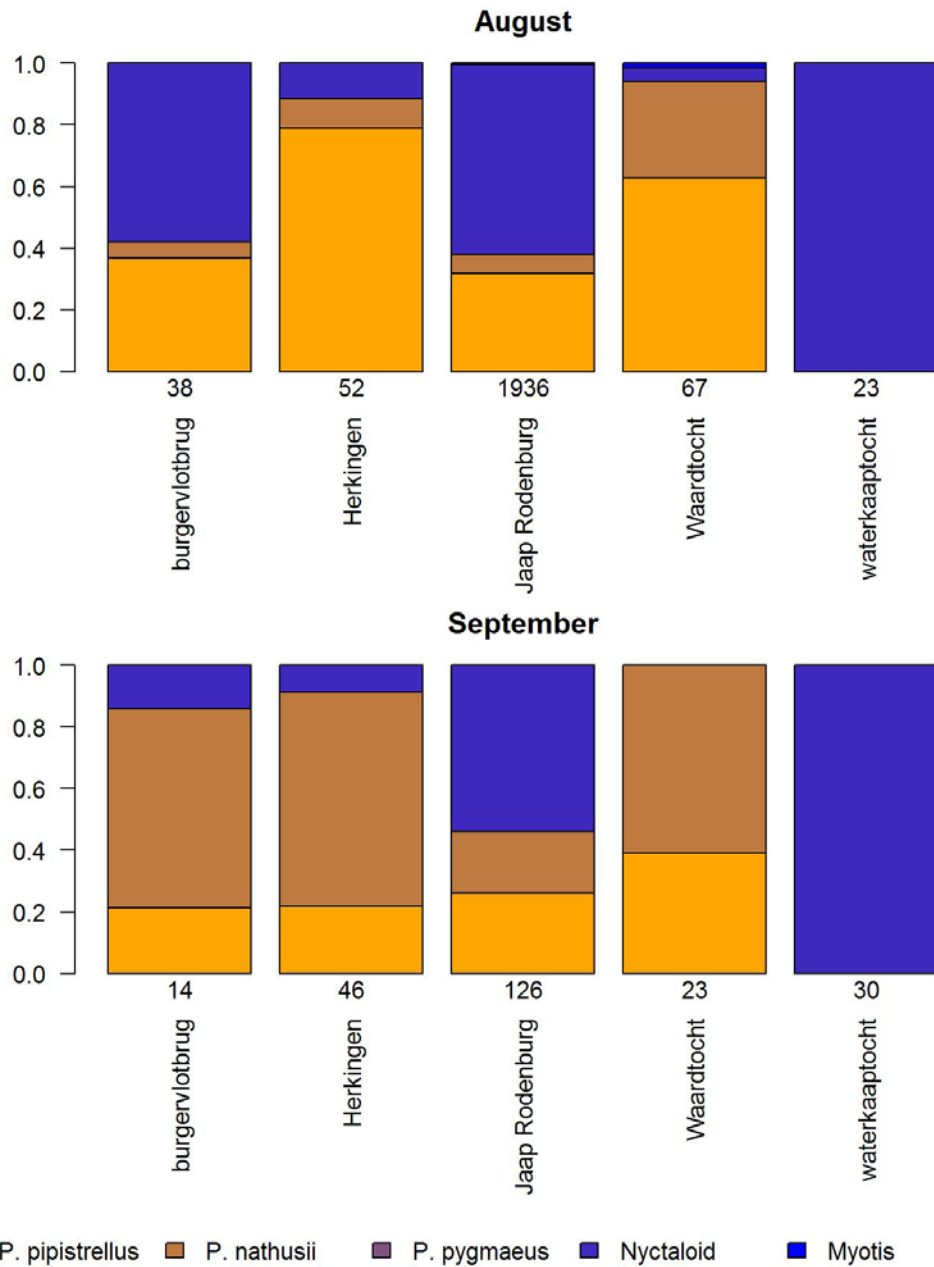 August
1.0
0.8
0.6
0.4
0.2
0.0
38 52 1936 67 23
burgervlotbrug Herkingen Jaap Rodenburg Waardtocht waterkaaptocht
September
1.0
0.8
0.6
0.4
0.2
0.0
14 46 126 23 30
burgervlotbrug Herkingen Jaap Rodenburg Waardtocht waterkaaptocht
P. pipistrellus P. nathusii P. pygmaeus Nyctaloid Myotis